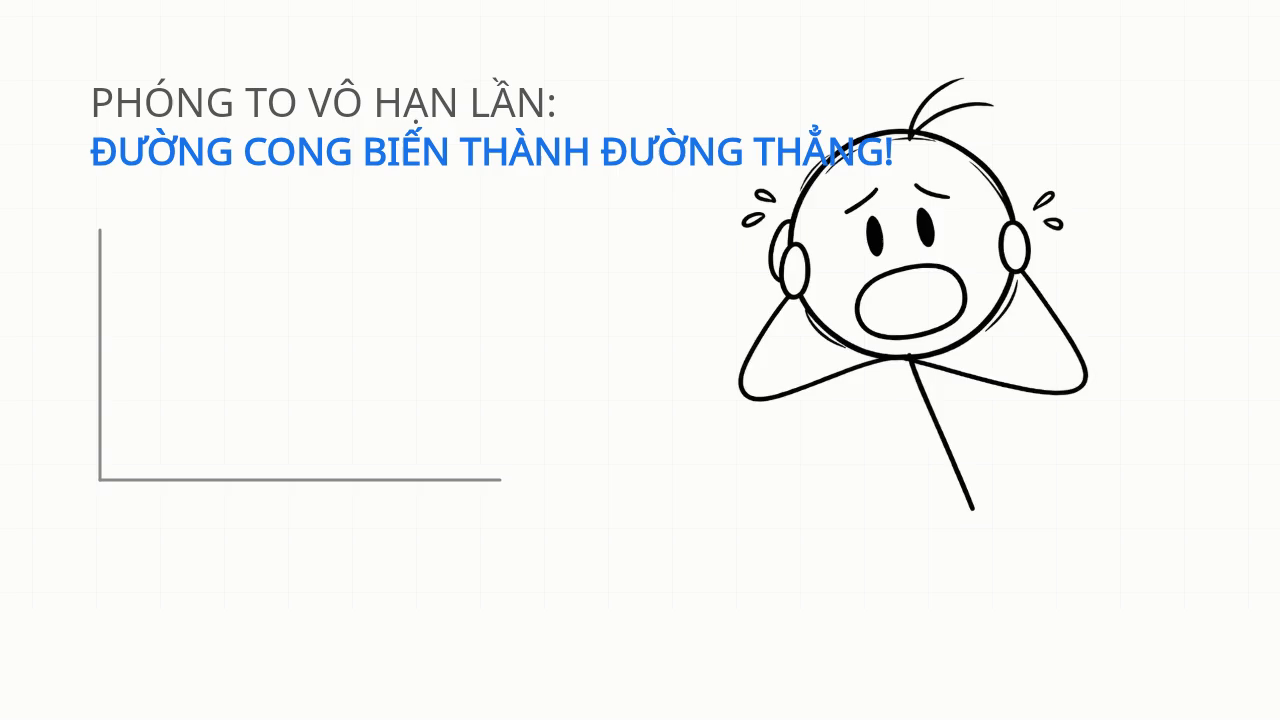 PHÓNG TO VÔ HẠN LẦN:
ĐƯỜNG CONG BIẾN THÀNH ĐƯỜNG THẲNG!